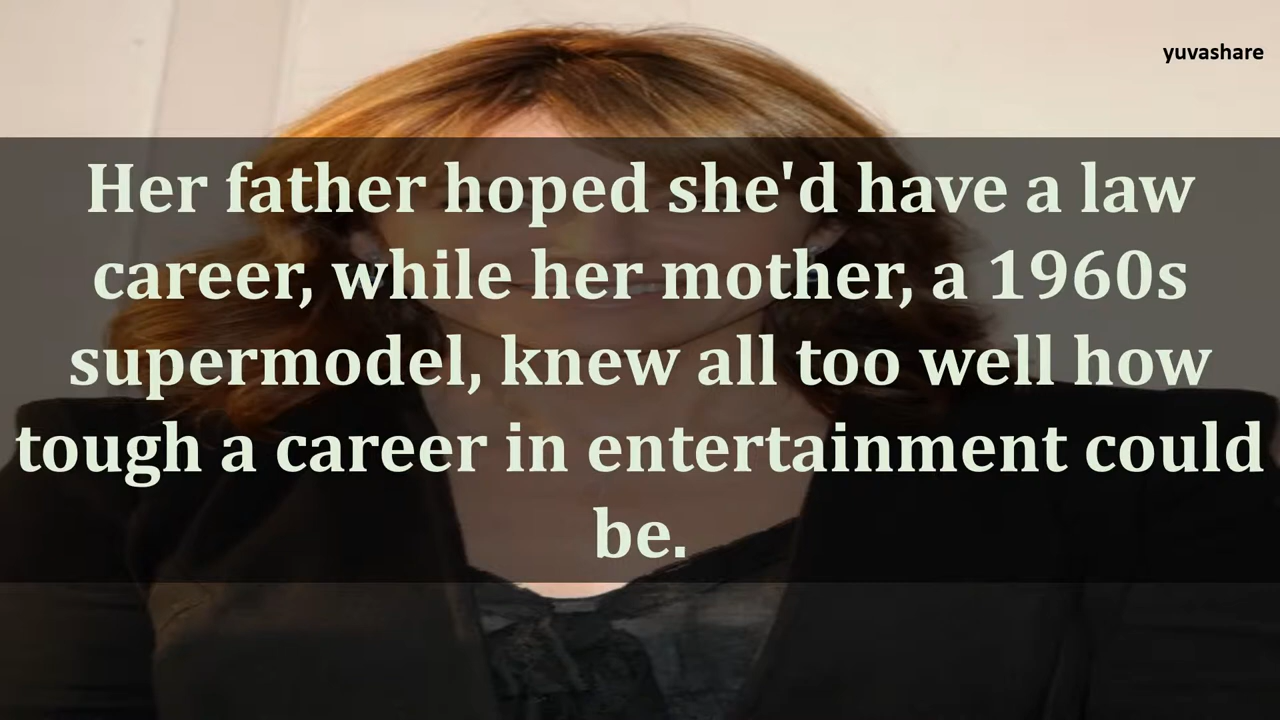 yuvashare
Her father hoped she'd have a law
career, while her mother, a 1960s
supermodel, knew all too well how
tough a career in entertainment could
be.